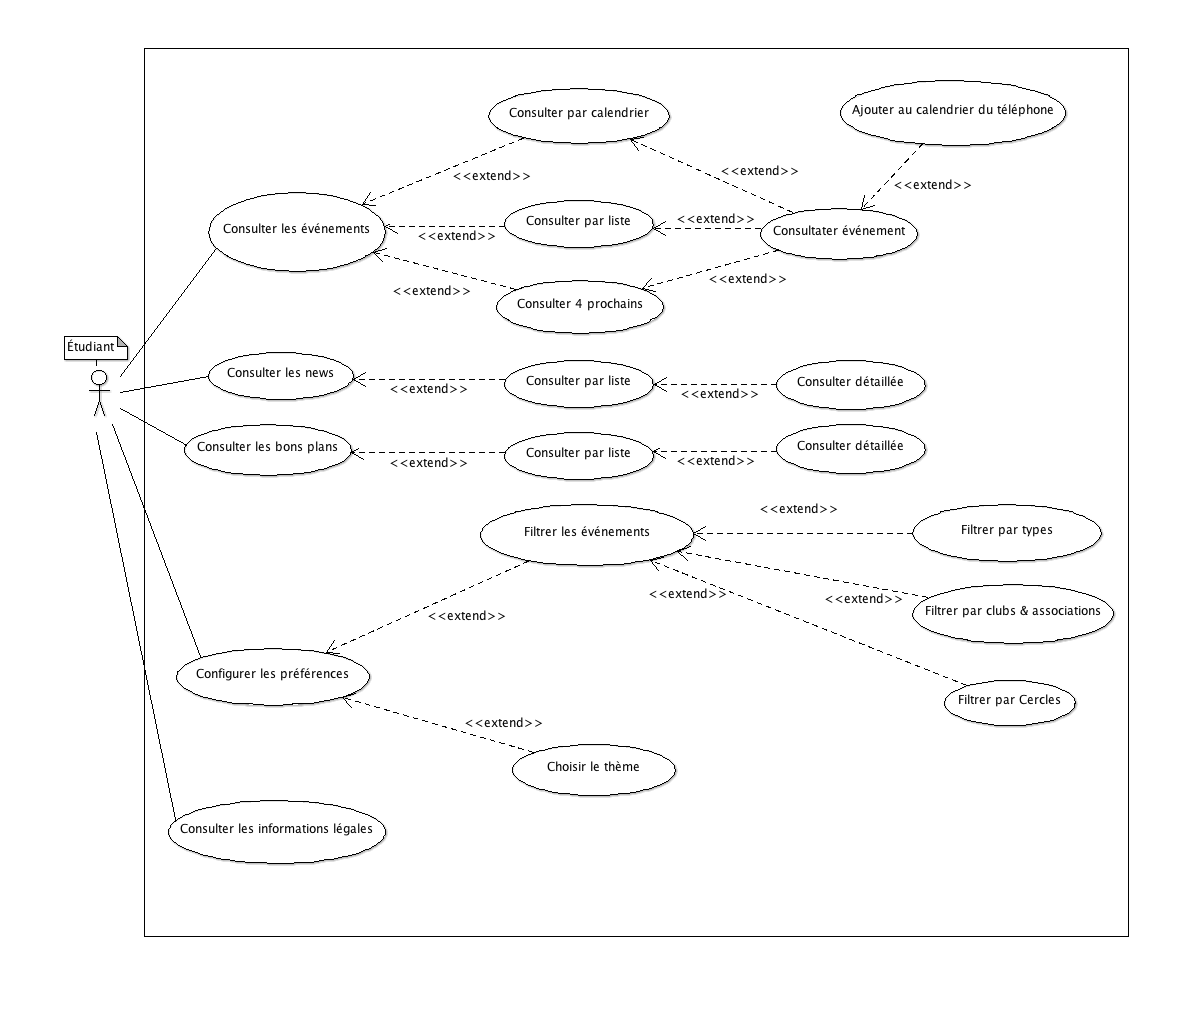 Consulter par calendrier
Ajouter au calendrier du téléphone
<<extend>>
<<extend>>
<<extend>>
Consulter les événements
Consulter par liste
<<extend>>
<<extend>>
Consultater événement
<<extend>>
<<extend>>
Consulter 4 prochains
Étudiant
Consulter les news
<<extend>>
Consulter par liste
<<extend>>
Consulter détaillée
Consulter les bons plans
<<extend>>
Consulter par liste
<<extend>>
Consulter détaillée
<<extend>>
Filtrer les événements
Filtrer par types
<<extend>>
<<extend>>
Filtrer par clubs & associations
<<extend>>
Configurer les préférences
Filtrer par Cercles
<<extend>>
Choisir le thème
Consulter les informations légales